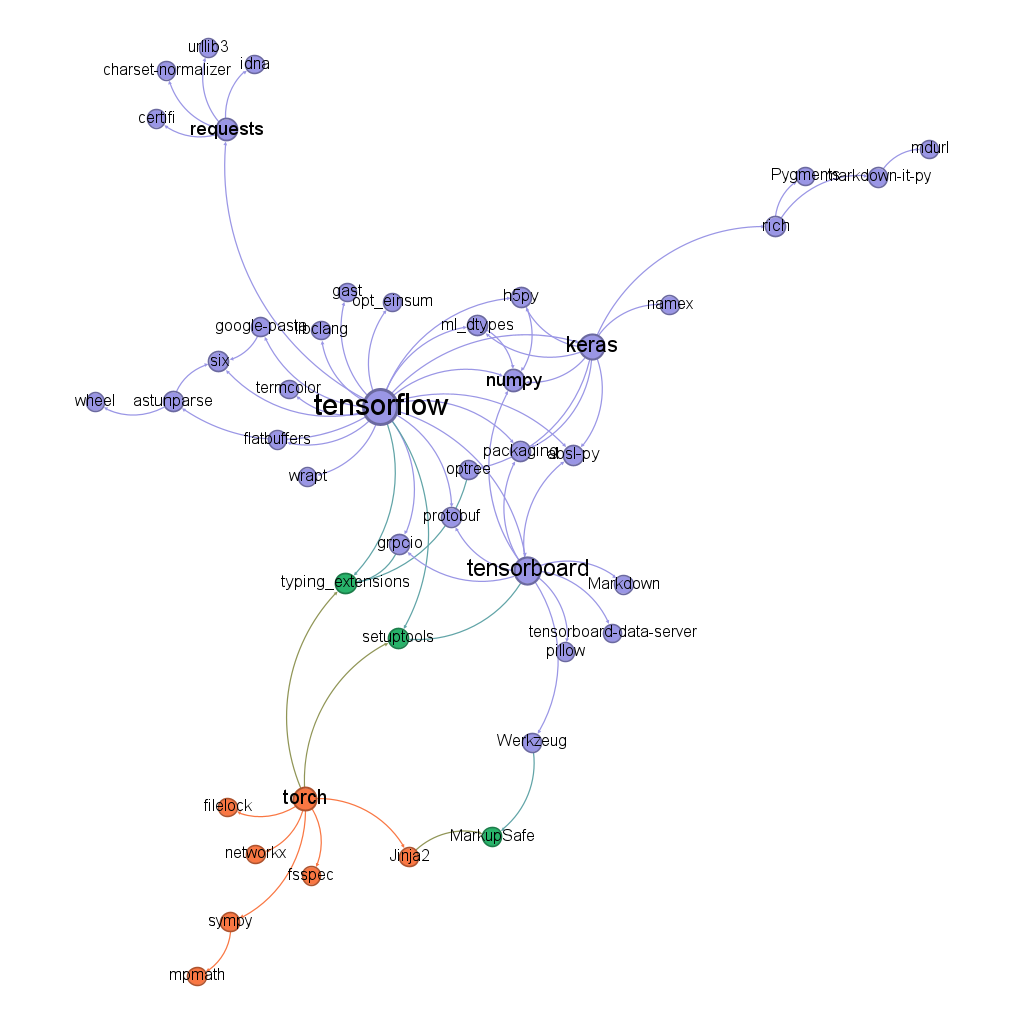 urllib3
idna
charset-normalizer
certifi
requests
mdurl
Pygments
markdown-it-py
rich
gast
opt_einsum
h5py
namex
google-pasta
libclang
ml_dtypes
keras
six
termcolor
numpy
wheel
astunparse
tensorflow
flatbuffers
packaging
absl-py
wrapt
optree
protobuf
grpcio
typing_extensions
tensorboard
Markdown
setuptools
tensorboard-data-server
pillow
Werkzeug
torch
filelock
MarkupSafe
networkx
Jinja2
fsspec
sympy
mpmath